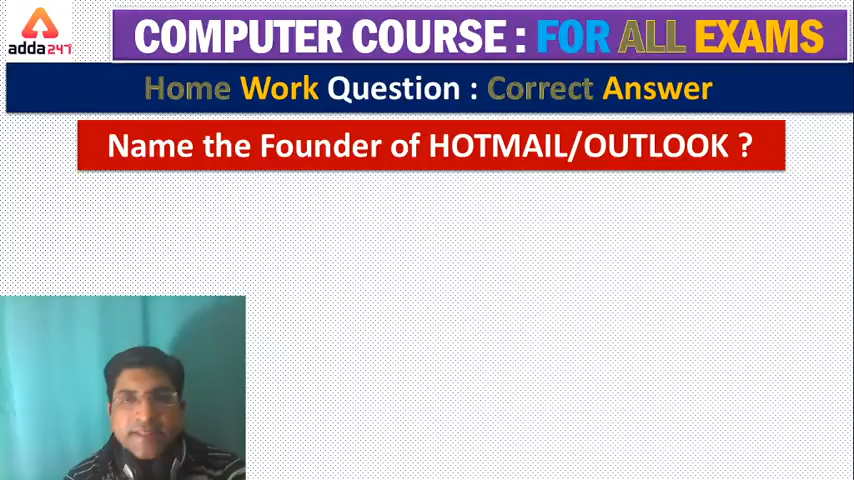 adda247
COMPUTER COURSE : FOR ALL EXAMS
Home Work Question : Correct Answer
Name the Founder of HOTMAIL/OUTLOOK ?